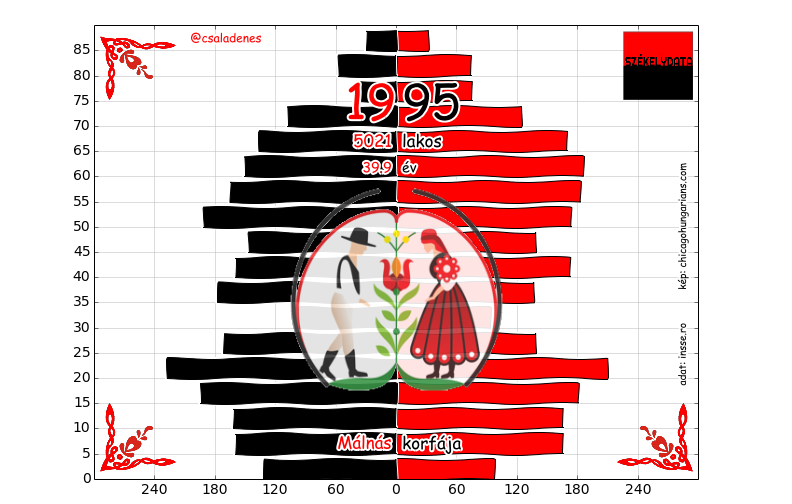 @csaladenes
SZÉKELYDATA
1995
5021 lakos
39.9 év
Málnás korfája
kép: chicagohungarians.com
adat: insse.ro
85
80
75
70
65
60
55
50
45
40
35
30
25
20
15
10
5
0
240 180 120 60 0 60 120 180 240